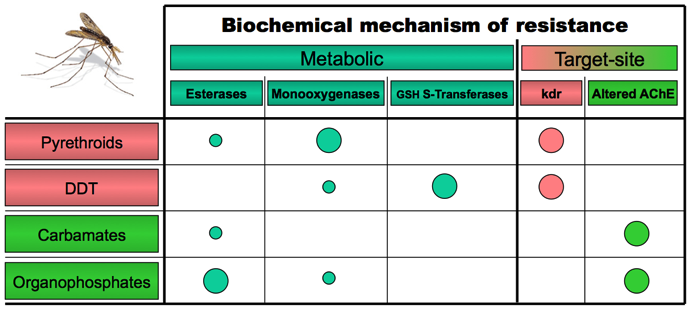 Biochemical mechanism of resistance
Metabolic Target-site
Esterases Monooxygenases GSH S-Transferases kdr Altered AChE
Pyrethroids
DDT
Carbamates
Organophosphates